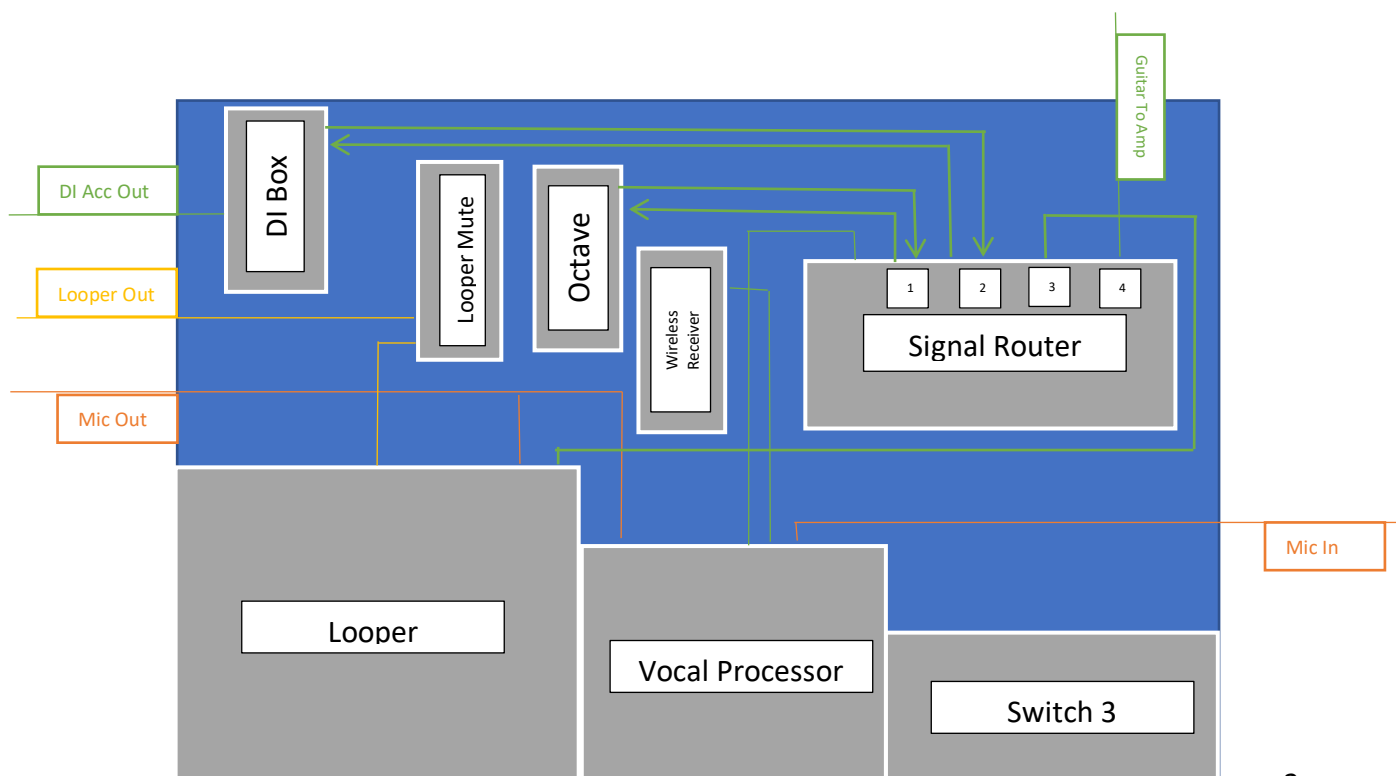 Guitar To Amp
DI Box
DI Acc Out
Looper Mute
Octave
Wireless
Receiver
Looper Out
1
2
3
4
Signal Router
Mic Out
Mic In
Looper
Vocal Processor
Switch 3